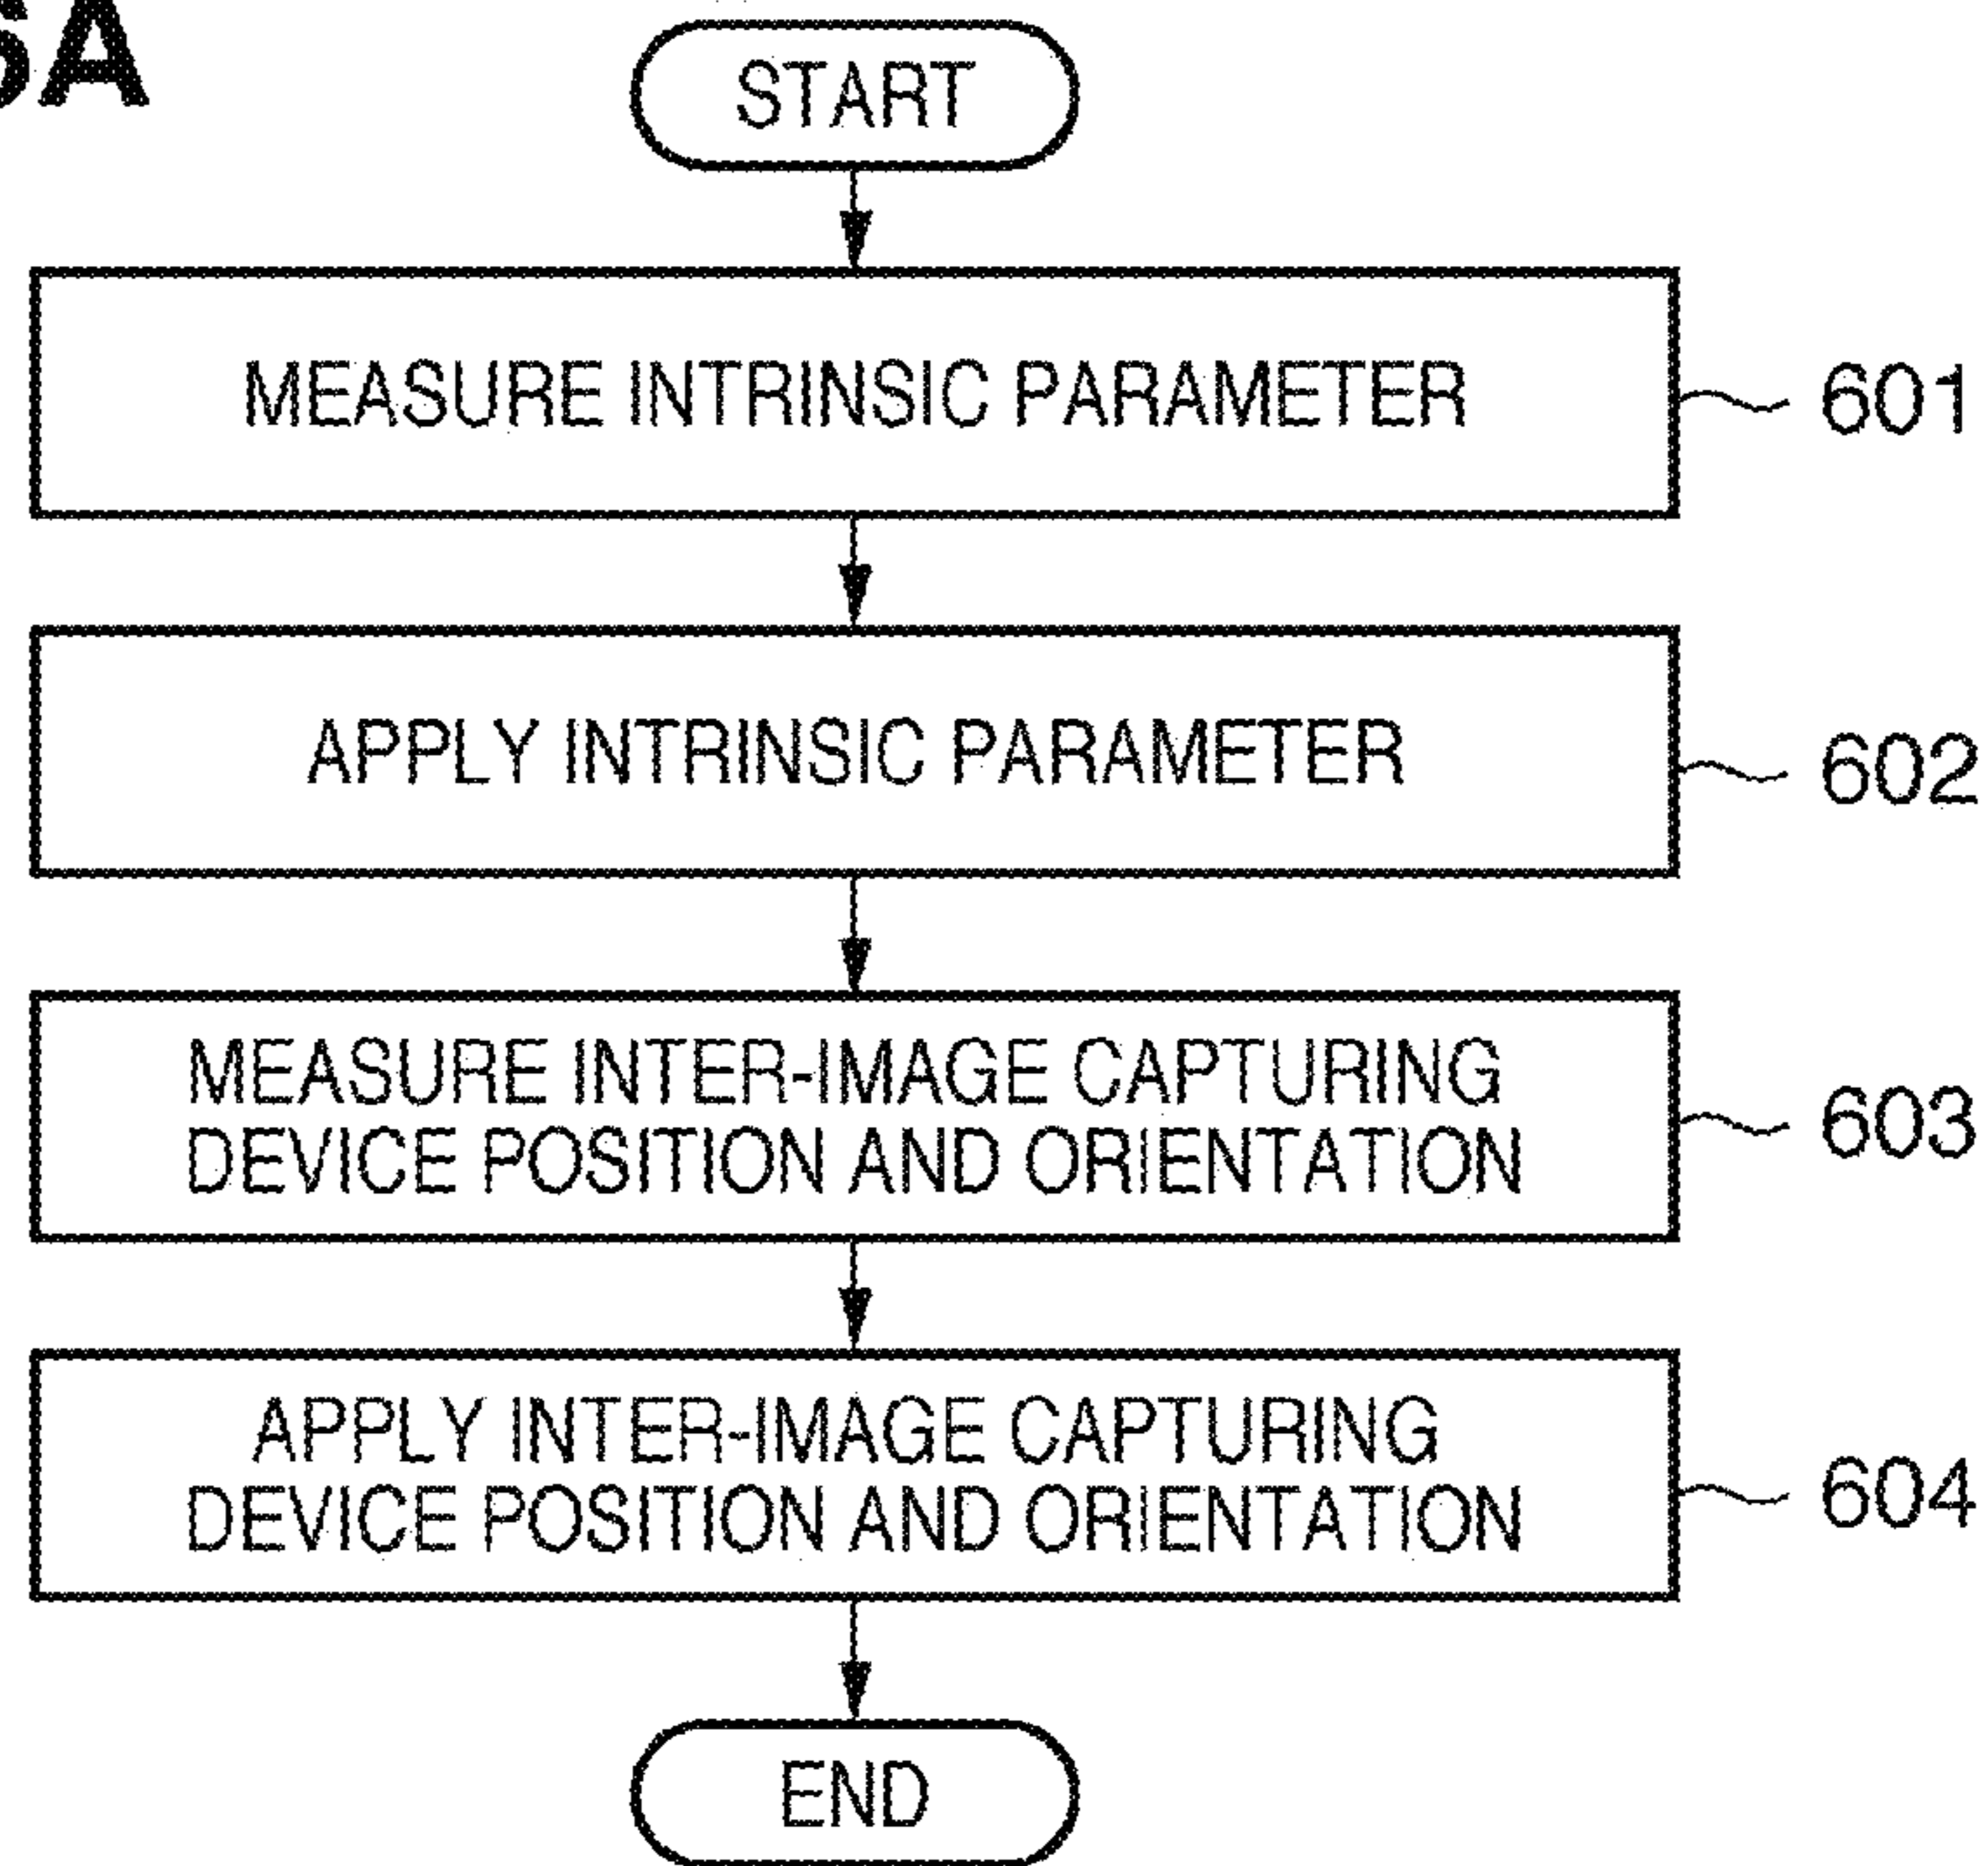 6A
START
MEASURE INTRINSIC PARAMETER
601
APPLY INTRINSIC PARAMETER
602
MEASURE INTER-IMAGE CAPTURING
DEVICE POSITION AND ORIENTATION
603
APPLY INTER-IMAGE CAPTURING
DEVICE POSITION AND ORIENTATION
604
END